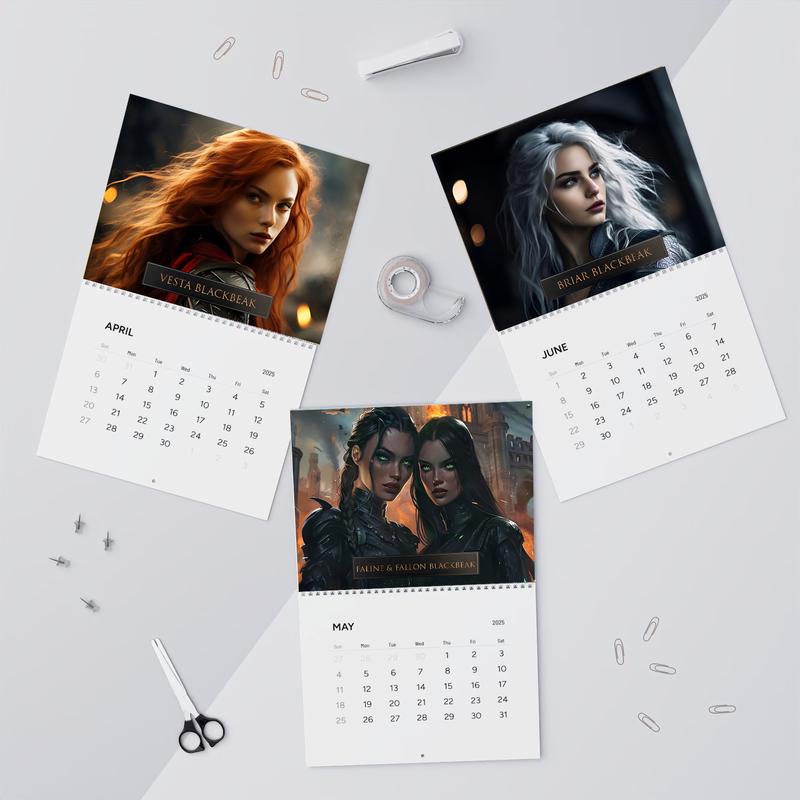 VESTA BLACKBEAK
APRIL
2025
Sun Mon Tue Wed Thu Fri Sat
30 31 1 2 3 4 5
6 7 8 9 10 11 12
13 14 15 16 17 18 19
20 21 22 23 24 25 26
27 28 29 30 1 2 3
BRIAR BLACKBEAK
JUNE
2025
Sun Mon Tue Wed Thu Fri Sat
1 2 3 4 5 6 7
8 9 10 11 12 13 14
15 16 17 18 19 20 21
22 23 24 25 26 27 28
29 30 1 2 3 4 5
FALINE & FALLON BLACKBEAK
MAY
2025
Sun Mon Tue Wed Thu Fri Sat
27 28 29 30 1 2 3
4 5 6 7 8 9 10
11 12 13 14 15 16 17
18 19 20 21 22 23 24
25 26 27 28 29 30 31